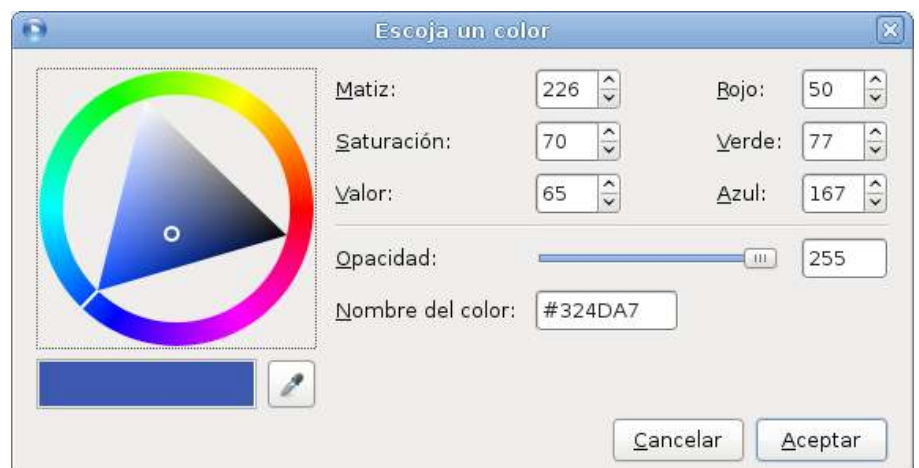 Escoja un color
Matiz: 226 Rojo: 50
Saturación: 70 Verde: 77
Valor: 65 Azul: 167
Opacidad: 255
Nombre del color: #324DA7
Cancelar Aceptar